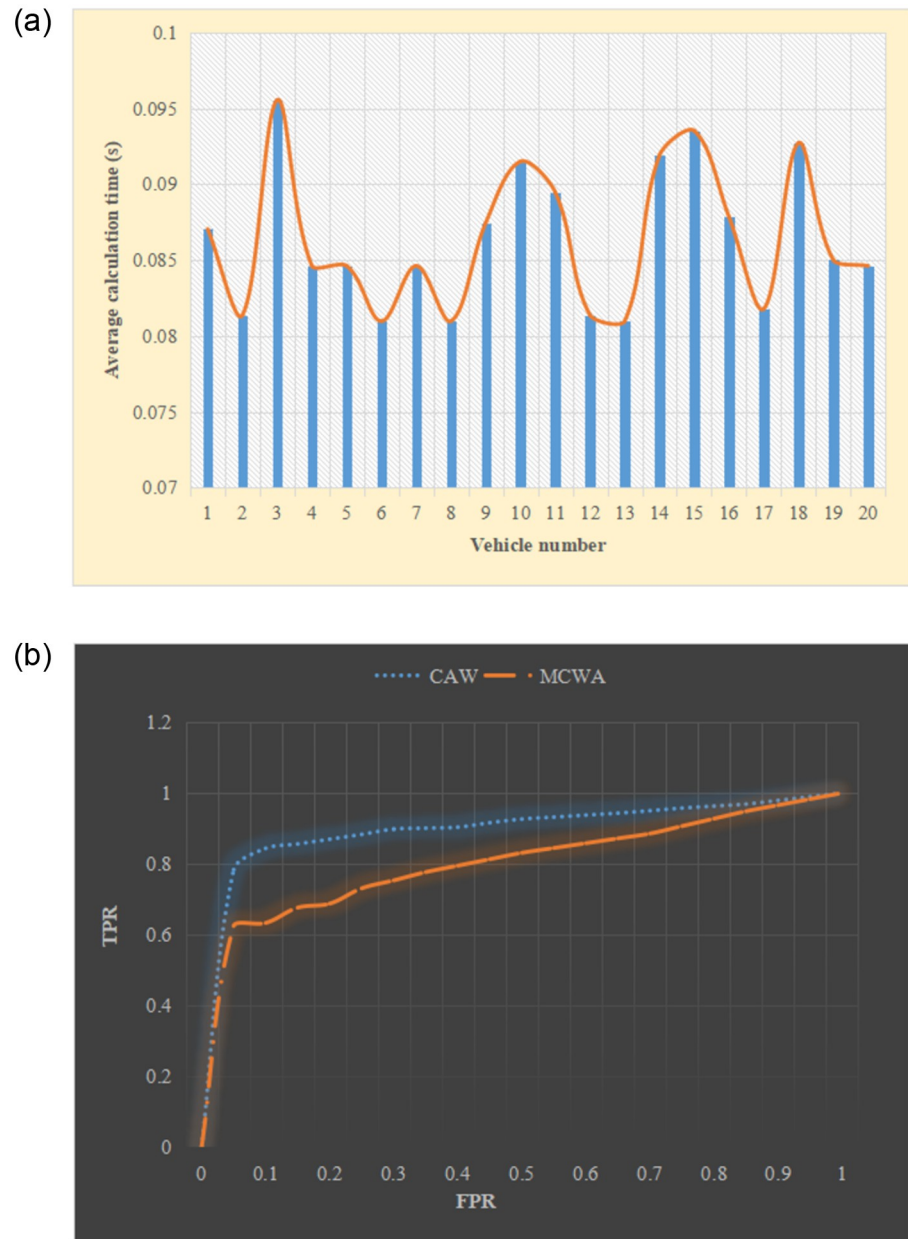 (a)
0.1
0.095
0.09
0.085
0.08
0.075
0.07
Average calculation time (s)
1 2 3 4 5 6 7 8 9 10 11 12 13 14 15 16 17 18 19 20
Vehicle number
(b)
CAW MCWA
1.2
1
0.8
0.6
0.4
0.2
0
TPR
0 0.1 0.2 0.3 0.4 0.5 0.6 0.7 0.8 0.9 1
FPR